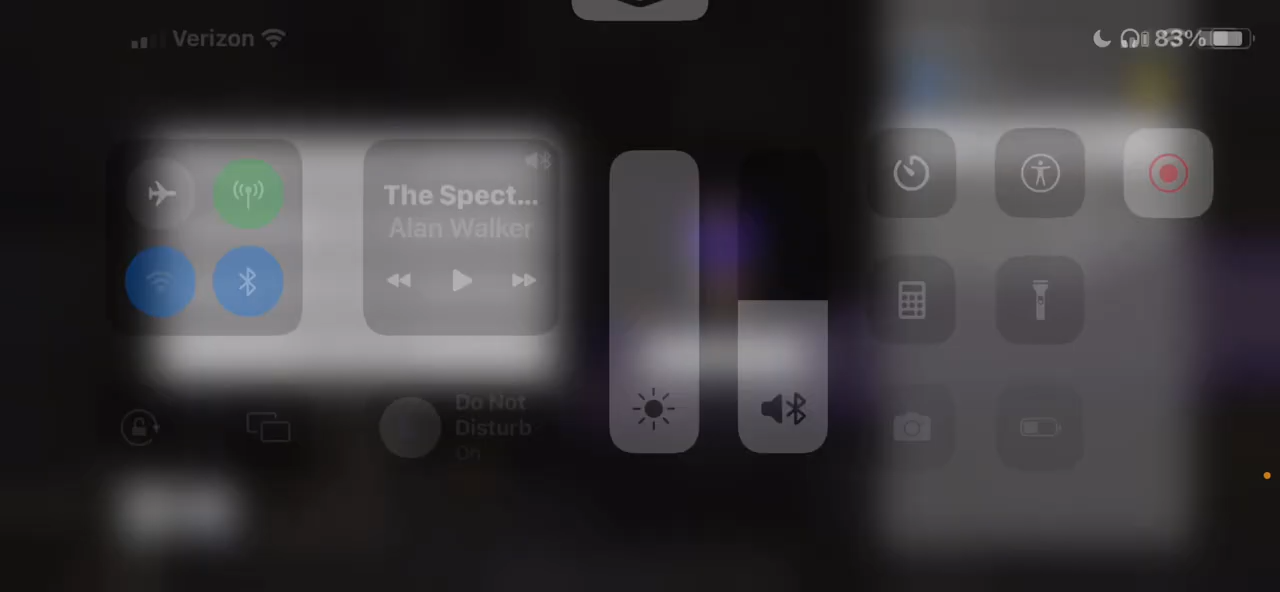 Verizon
83%
The Spect...
Alan Walker
Do Not
Disturb
On